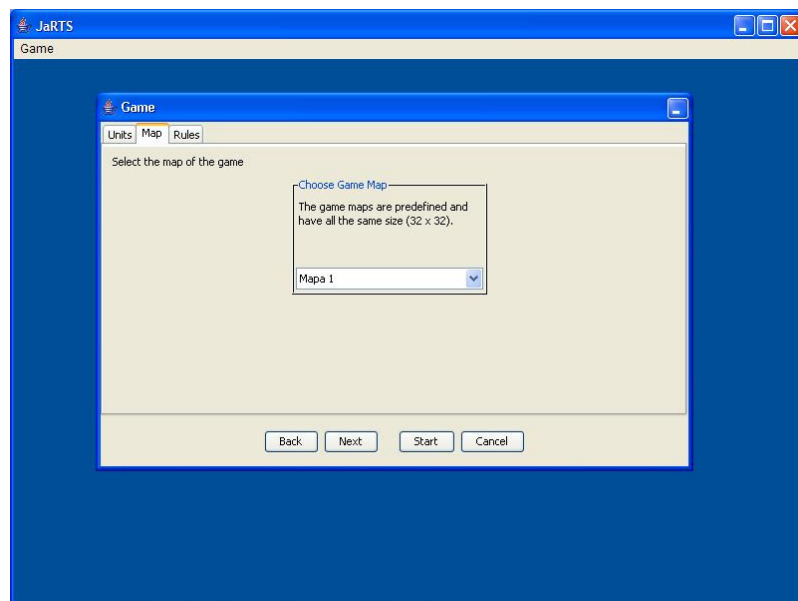 JaRTS
Game
Game
Units Map Rules
Select the map of the game
Choose Game Map
The game maps are predefined and
have all the same size (32 x 32).
Mapa 1
Back Next Start Cancel